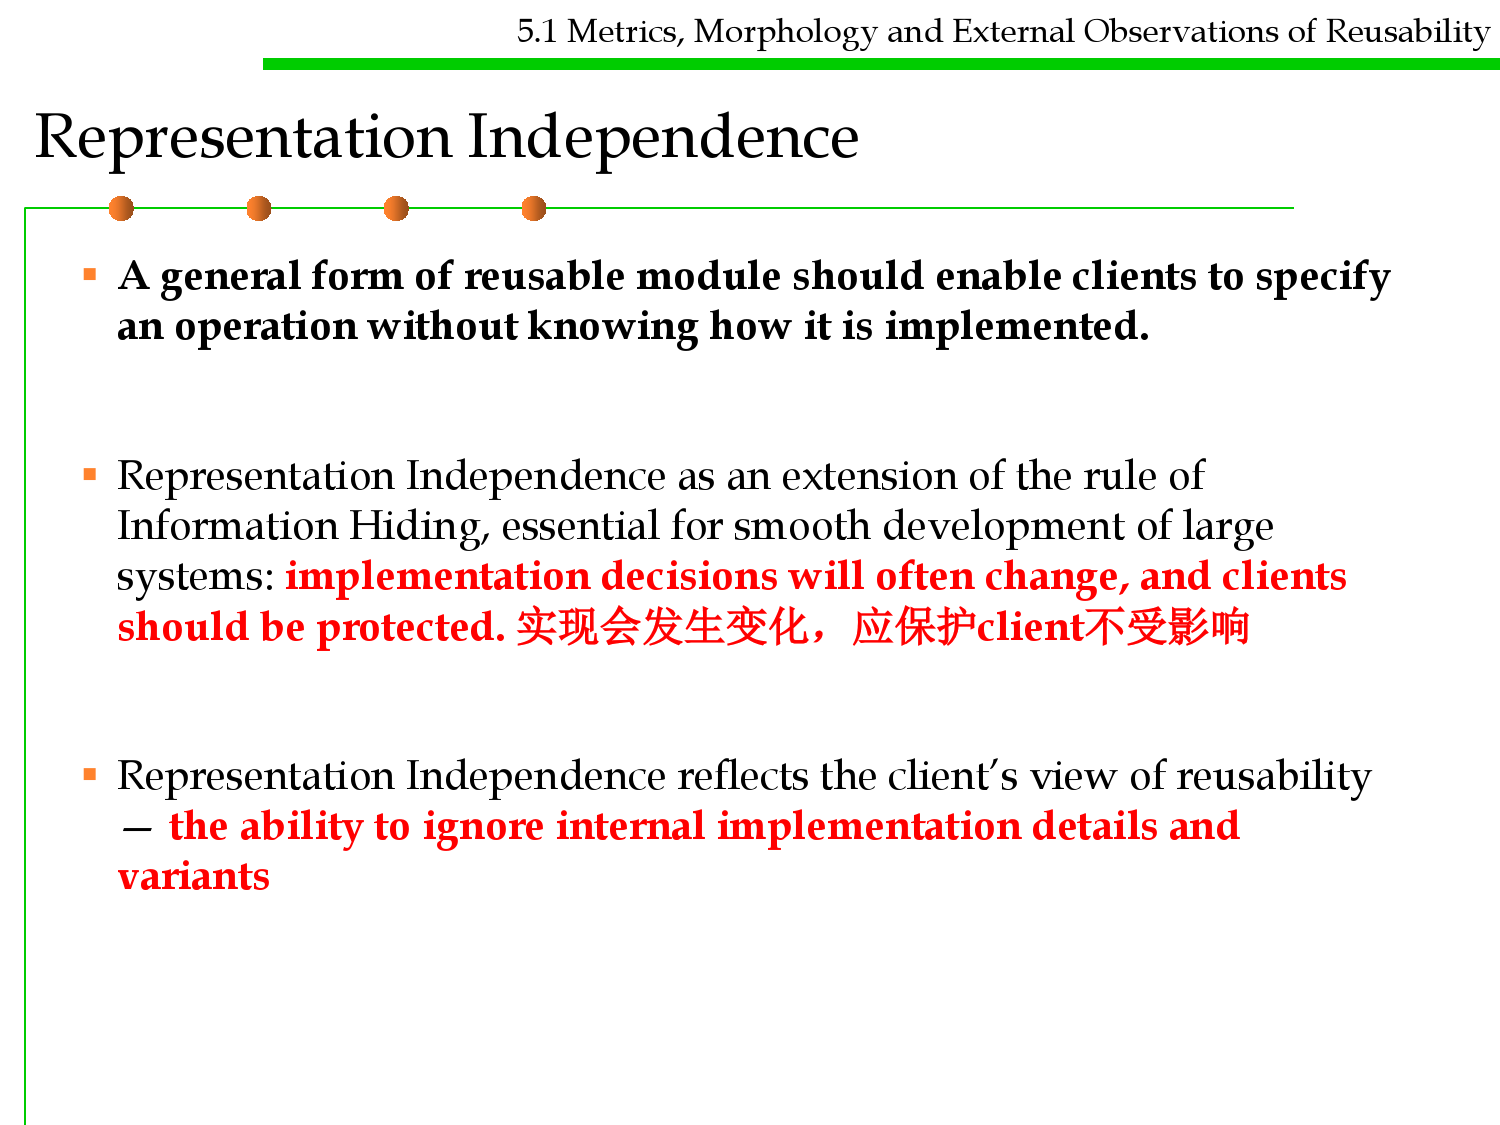 5.1 Metrics, Morphology and External Observations of Reusability
Representation Independence
▪ A general form of reusable module should enable clients to specify
an operation without knowing how it is implemented.
▪ Representation Independence as an extension of the rule of
Information Hiding, essential for smooth development of large
systems: implementation decisions will often change, and clients
should be protected. 实现会发生变化，应保护client不受影响
▪ Representation Independence reflects the client’s view of reusability
— the ability to ignore internal implementation details and
variants